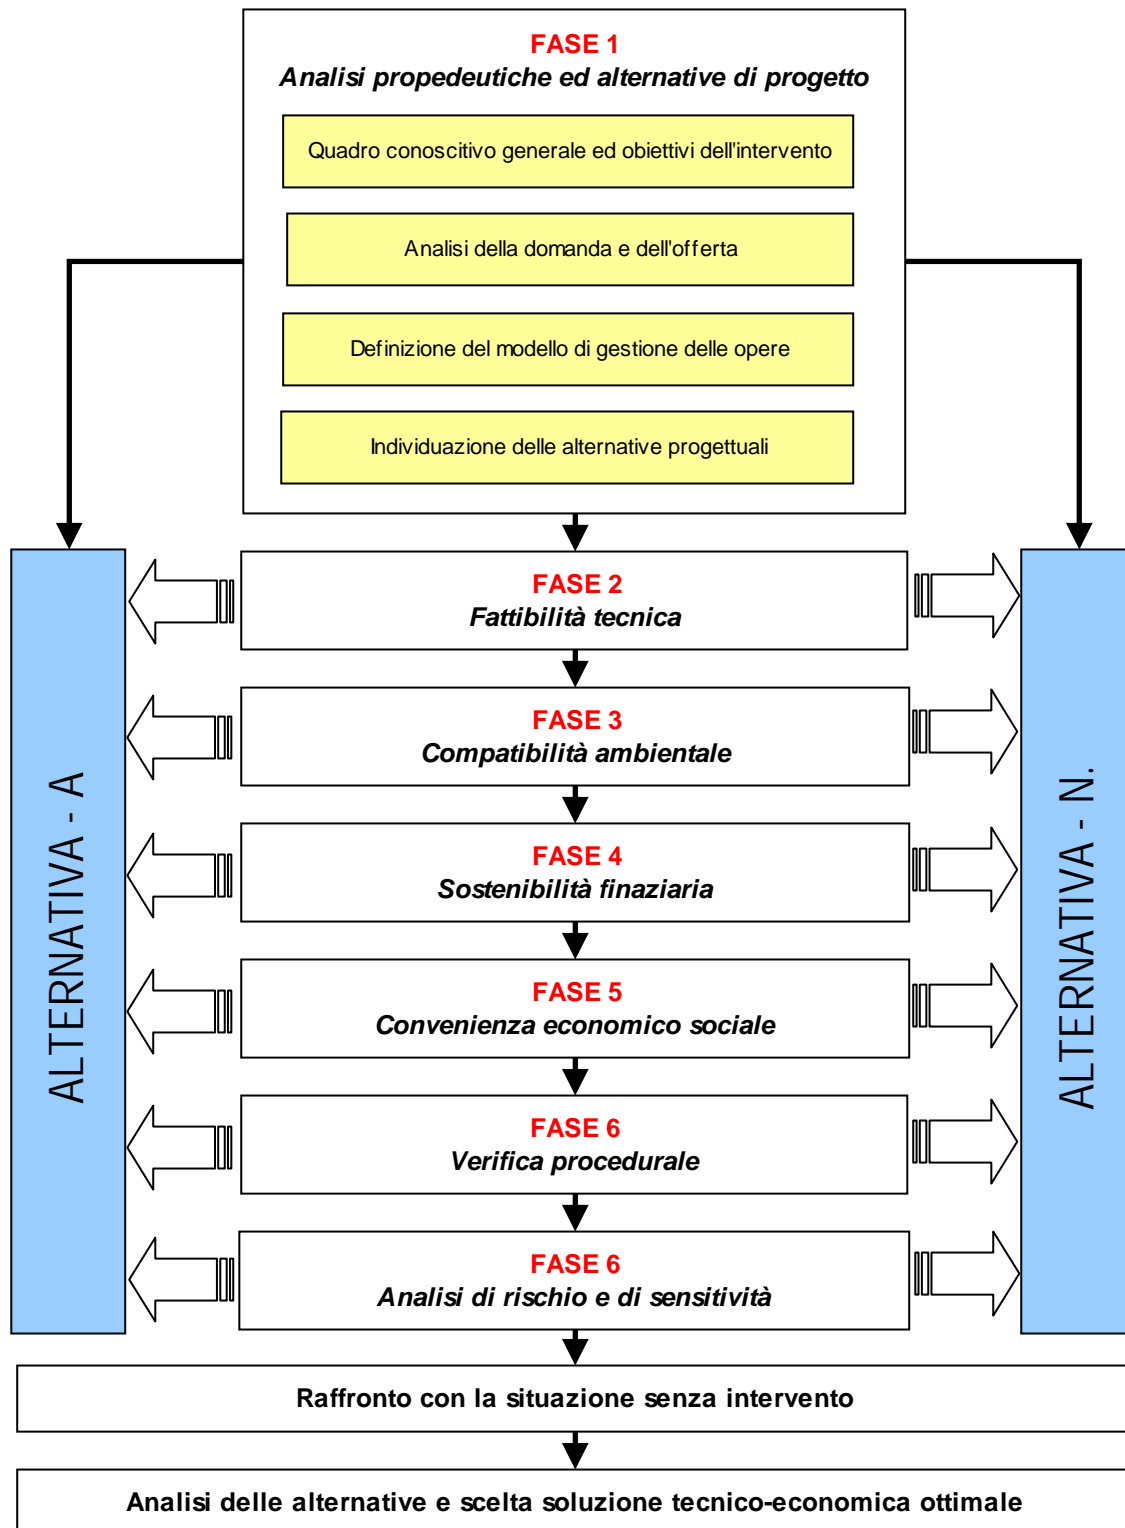 FASE 1
Analisi propedeutiche ed alternative di progetto
Quadro conoscitivo generale ed obiettivi dell'intervento
Analisi della domanda e dell'offerta
Definizione del modello di gestione delle opere
Individuazione delle alternative progettuali
ALTERNATIVA - A
ALTERNATIVA - N.
FASE 2
Fattibilità tecnica
FASE 3
Compatibilità ambientale
FASE 4
Sostenibilità finaziaria
FASE 5
Convenienza economico sociale
FASE 6
Verifica procedurale
FASE 6
Analisi di rischio e di sensitività
Raffronto con la situazione senza intervento
Analisi delle alternative e scelta soluzione tecnico-economica ottimale